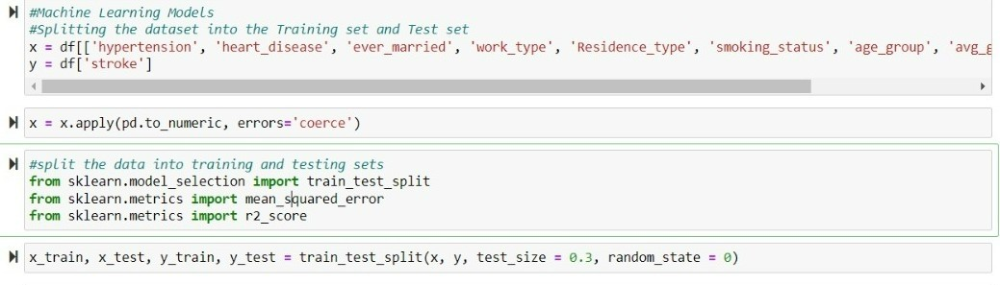 #Machine Learning Models
#Splitting the dataset into the Training set and Test set
x = df[['hypertension', 'heart_disease', 'ever_married', 'work_type', 'Residence_type', 'smoking_status', 'age_group', 'avg_g
y = df['stroke']
x = x.apply(pd.to_numeric, errors='coerce')
#split the data into training and testing sets
from sklearn.model_selection import train_test_split
from sklearn.metrics import mean_squared_error
from sklearn.metrics import r2_score
x_train, x_test, y_train, y_test = train_test_split(x, y, test_size = 0.3, random_state = 0)